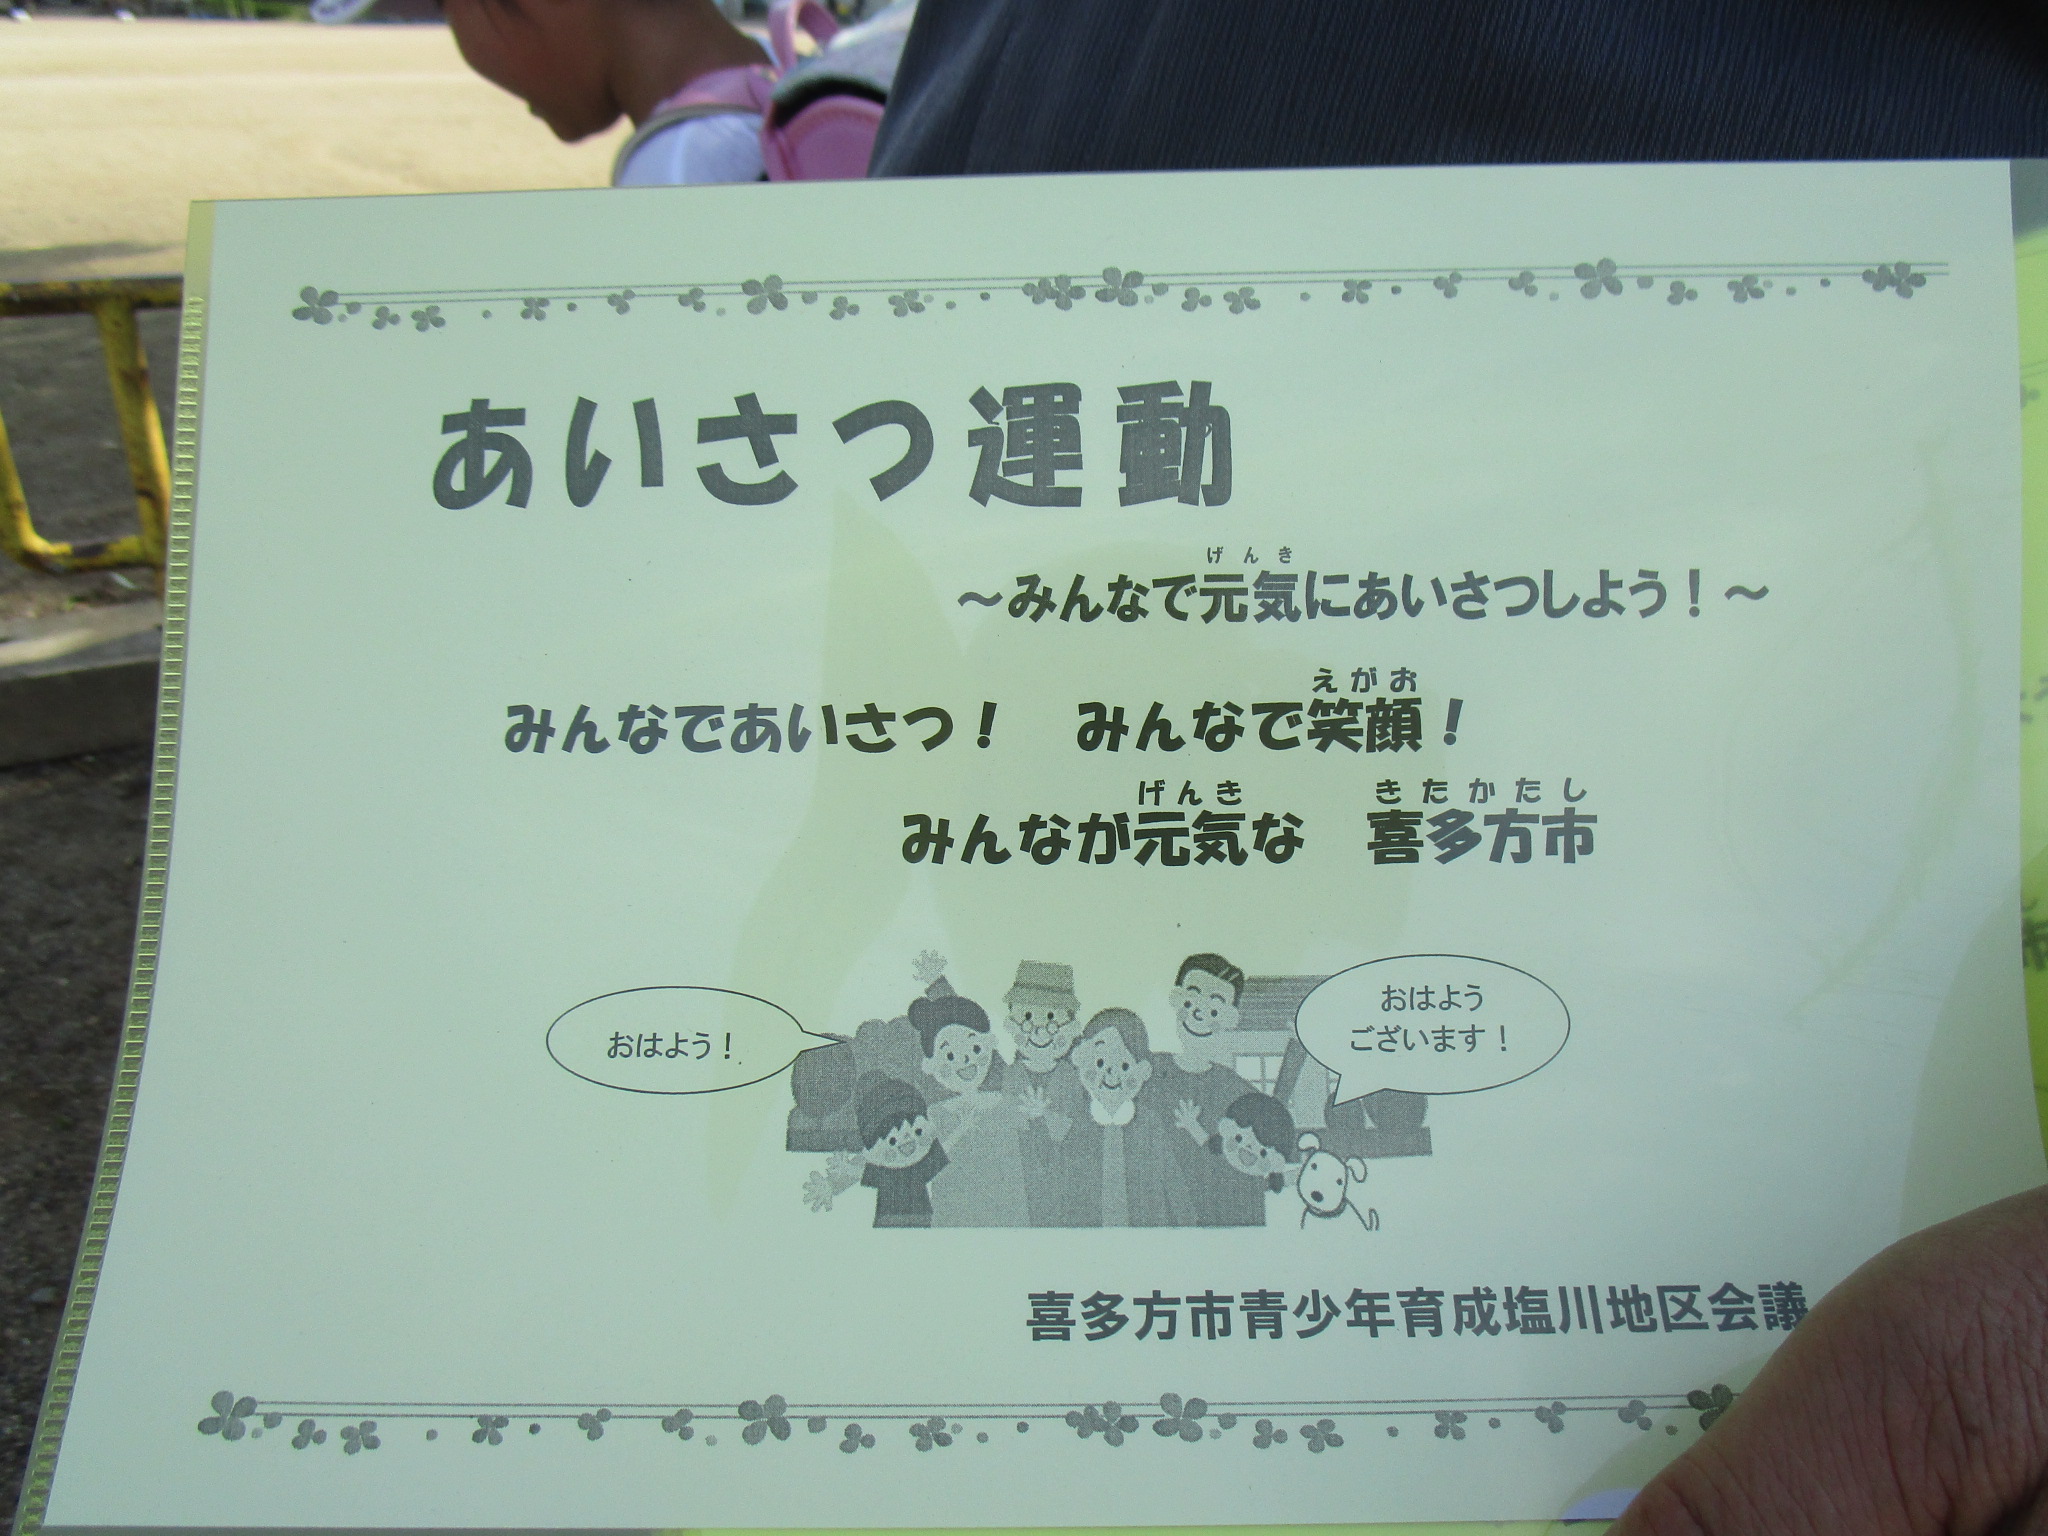 あいさつ運動
げんき
～みんなで元気にあいさつしよう！～
えがお
みんなであいさつ！　みんなで笑顔！
げんき　きたかたし
みんなが元気な　喜多方市
おはよう！
おはよう
ございます！
喜多方市青少年育成塩川地区会議